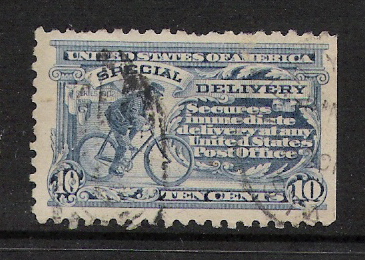 UNITED STATES OF AMERICA
SPECIAL
DELIVERY
Secures
immediate
delivery at any
United States
Post Office
10
TEN CENTS
10